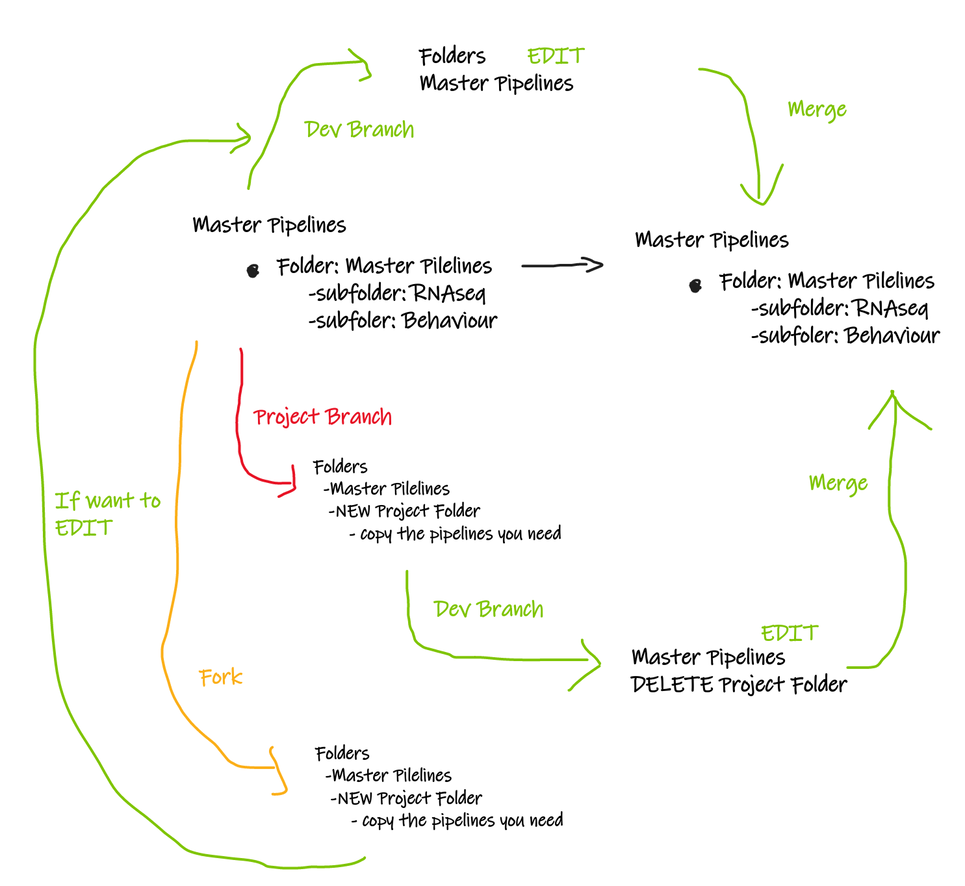 Folders EDIT
Master Pipelines
Merge
Dev Branch
Master Pipelines
Folder: Master Pilelines
-subfolder: RNAseq
-subfoler: Behaviour
Master Pipelines
Folder: Master Pilelines
-subfolder: RNAseq
-subfoler: Behaviour
Project Branch
Folders
-Master Pilelines
-NEW Project Folder
- copy the pipelines you need
Merge
If want to
EDIT
Dev Branch
EDIT
Master Pipelines
DELETE Project Folder
Fork
Folders
-Master Pilelines
-NEW Project Folder
- copy the pipelines you need